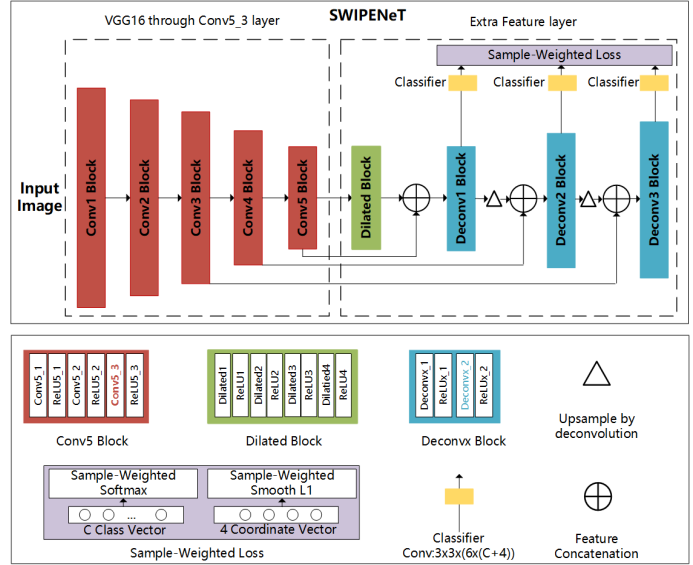 SWIPENeT
VGG16 through Conv5_3 layer
Extra Feature layer
Sample-Weighted Loss
Classifier
Classifier
Classifier
Input
Image
Conv1 Block
Conv2 Block
Conv3 Block
Conv4 Block
Conv5 Block
Dilated Block
Deconv1 Block
Deconv2 Block
Deconv3 Block
Conv5_1
ReLU5_1
Conv5_2
ReLU5_2
Conv5_3
ReLU5_3
Conv5 Block
Dilated1
ReLU1
Dilated2
ReLU2
Dilated3
ReLU3
Dilatied4
ReLU4
Dilated Block
Deconvx_1
ReLUx_1
Deconvx_2
ReLUx_2
Deconvx Block
Upsample by
deconvolution
Sample-Weighted
Softmax
...
C Class Vector
Sample-Weighted
Smooth L1
4 Coordinate Vector
Sample-Weighted Loss
Classifier
Conv:3x3x(6x(C+4))
Feature
Concatenation